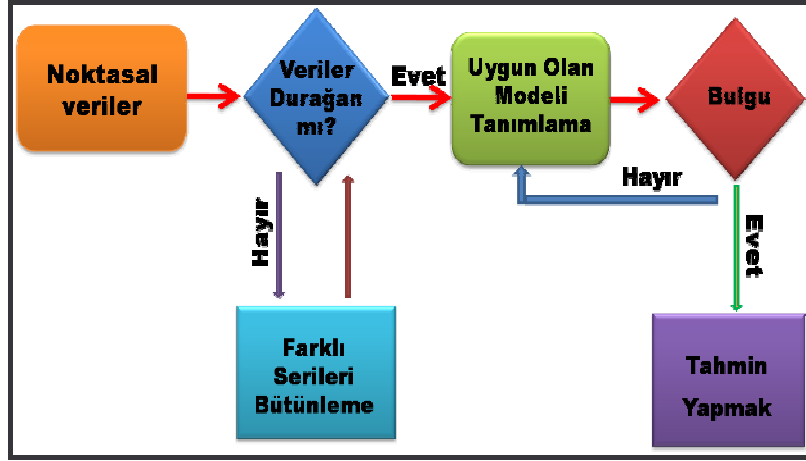 Noktasal
veriler
Veriler
Durağan
mı?
Evet
Uygun Olan
Modeli
Tanımlama
Bulgu
Hayır
Hayır
Evet
Farklı
Serileri
Bütünleme
Tahmin
Yapmak